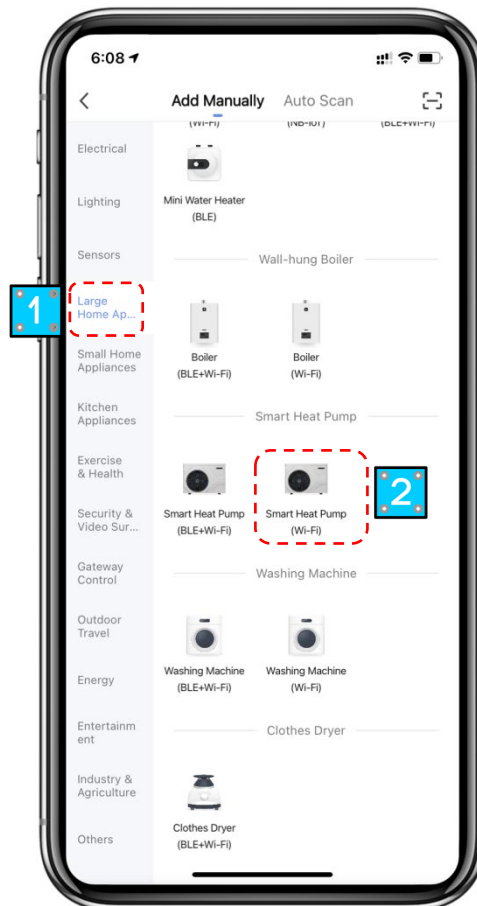 6:08
Add Manually
Auto Scan
(Wi-Fi)
(NB-IoT)
(BLE+Wi-Fi)
Electrical
Lighting
Sensors
Large
Home Ap...
Small Home
Appliances
Kitchen
Appliances
Exercise
& Health
Security &
Video Sur...
Gateway
Control
Outdoor
Travel
Energy
Entertainm
ent
Industry &
Agriculture
Others
Mini Water Heater
(BLE)
Wall-hung Boiler
Boiler
(BLE+Wi-Fi)
Boiler
(Wi-Fi)
Smart Heat Pump
Smart Heat Pump
(BLE+Wi-Fi)
Smart Heat Pump
(Wi-Fi)
Washing Machine
Washing Machine
(BLE+Wi-Fi)
Washing Machine
(Wi-Fi)
Clothes Dryer
Clothes Dryer
(BLE+Wi-Fi)
1
2